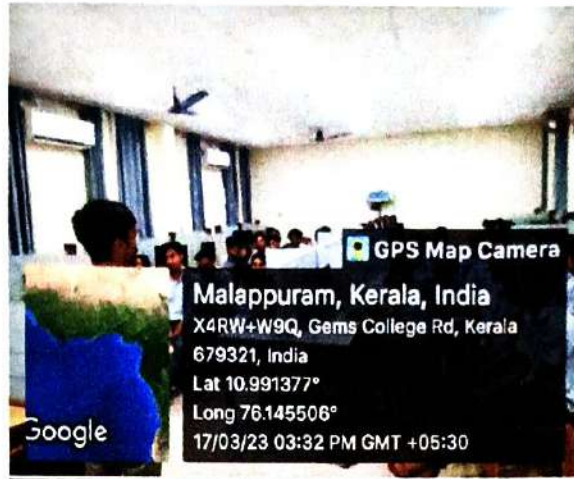 GPS Map Camera
Malappuram, Kerala, India
X4RW+W9Q, Gems College Rd, Kerala
679321, India
Lat 10.991377°
Long 76.145506°
17/03/23 03:32 PM GMT +05:30
Google